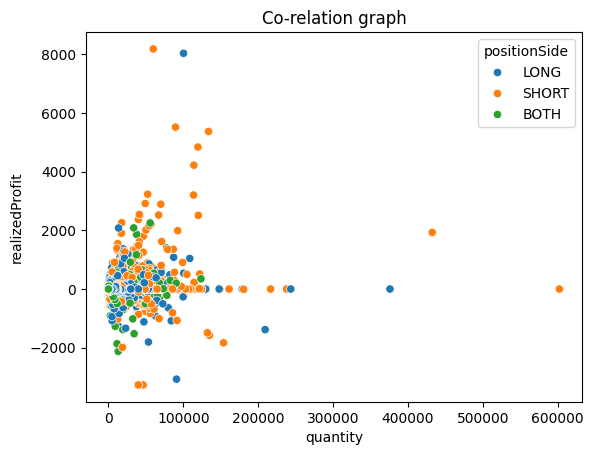 Co-relation graph
positionSide
LONG
SHORT
BOTH
8000
6000
4000
2000
0
−2000
realizedProfit
0
100000
200000
300000
400000
500000
600000
quantity